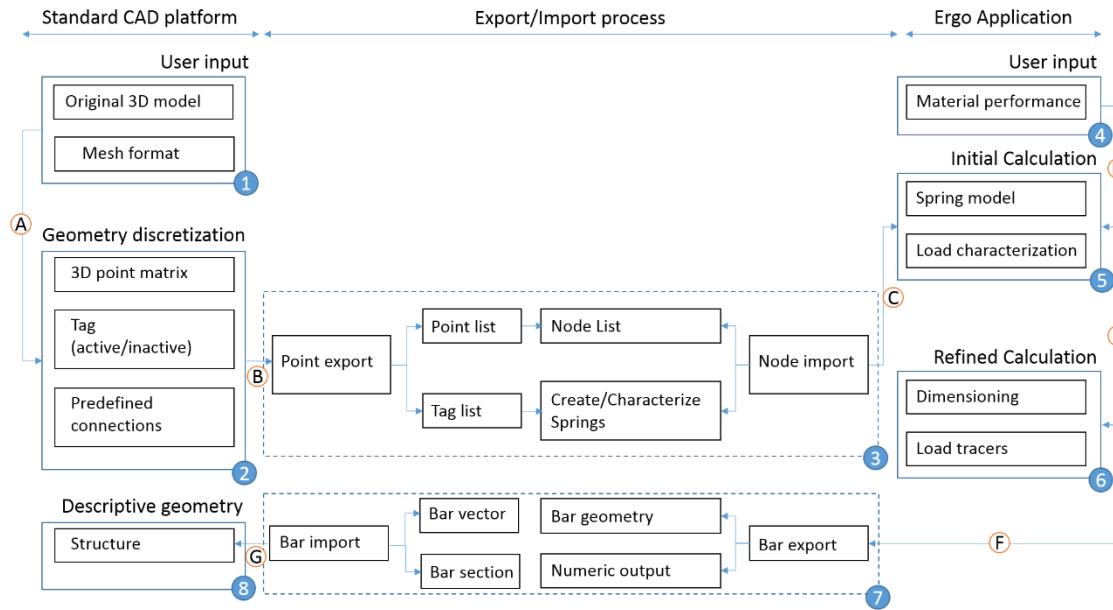 Standard CAD platform
Export/Import process
Ergo Application
User input
Original 3D model
Mesh format
1
A
Geometry discretization
3D point matrix
Tag
(active/inactive)
Predefined
connections
2
B
Point export
Point list
Tag list
Node List
Create/Characterize
Springs
Node import
3
C
User input
Material performance
4
Initial Calculation
Spring model
Load characterization
5
Refined Calculation
Dimensioning
Load tracers
6
F
Bar export
Bar geometry
Numeric output
Bar vector
Bar section
Bar import
7
G
Descriptive geometry
Structure
8